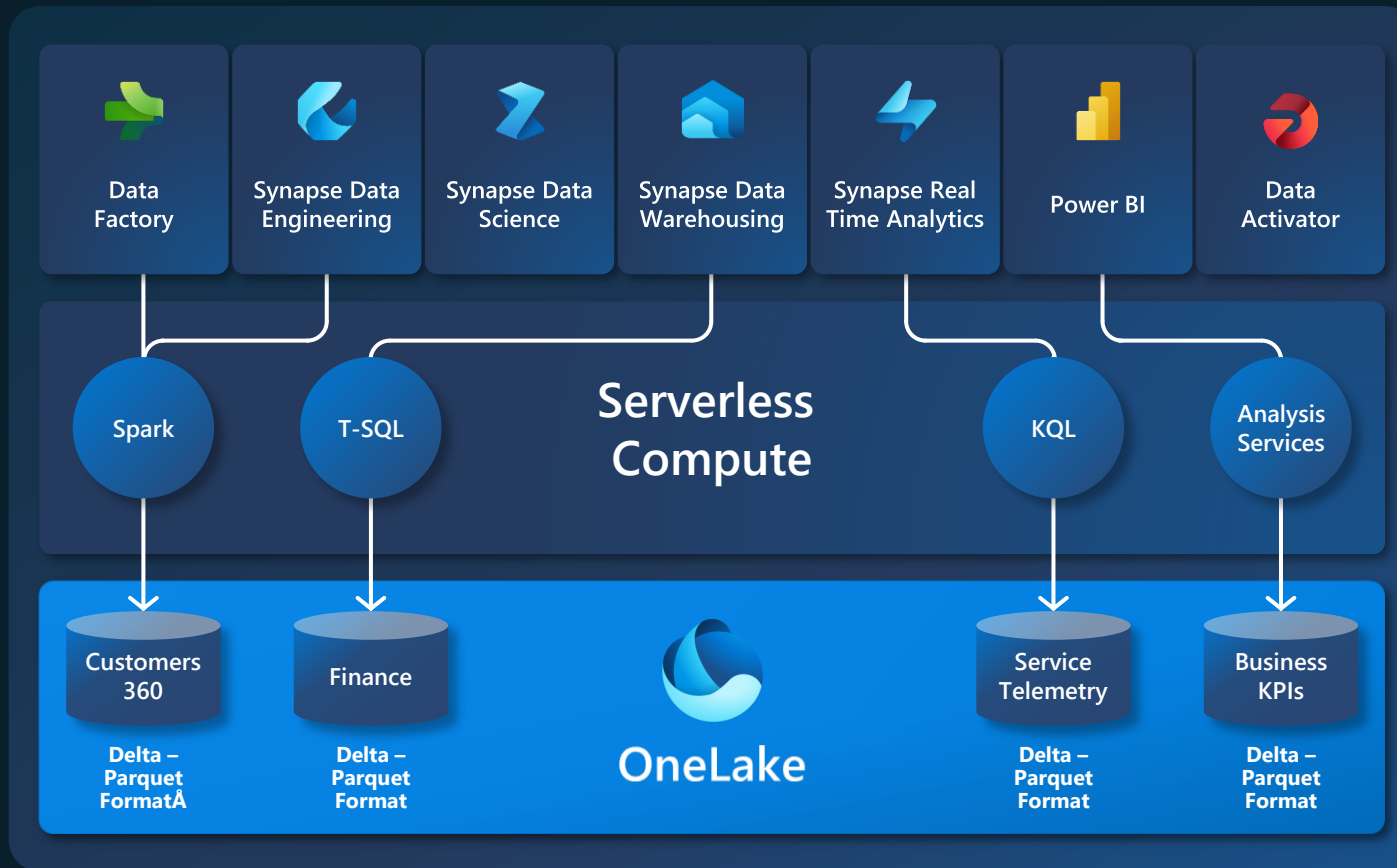 Data
Factory
Synapse Data
Engineering
Synapse Data
Science
Synapse Data
Warehousing
Synapse Real
Time Analytics
Power BI
Data
Activator
Serverless
Compute
Spark
T-SQL
KQL
Analysis
Services
Customers
360
Finance
Service
Telemetry
Business
KPIs
Delta –
Parquet
FormatÅ
Delta –
Parquet
Format
OneLake
Delta –
Parquet
Format
Delta –
Parquet
Format